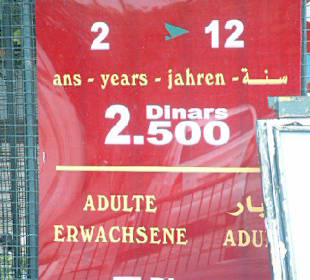 2 12
ans - years - jahren - سنة
Dinars
2.500
ADULTE
ERWACHSENE